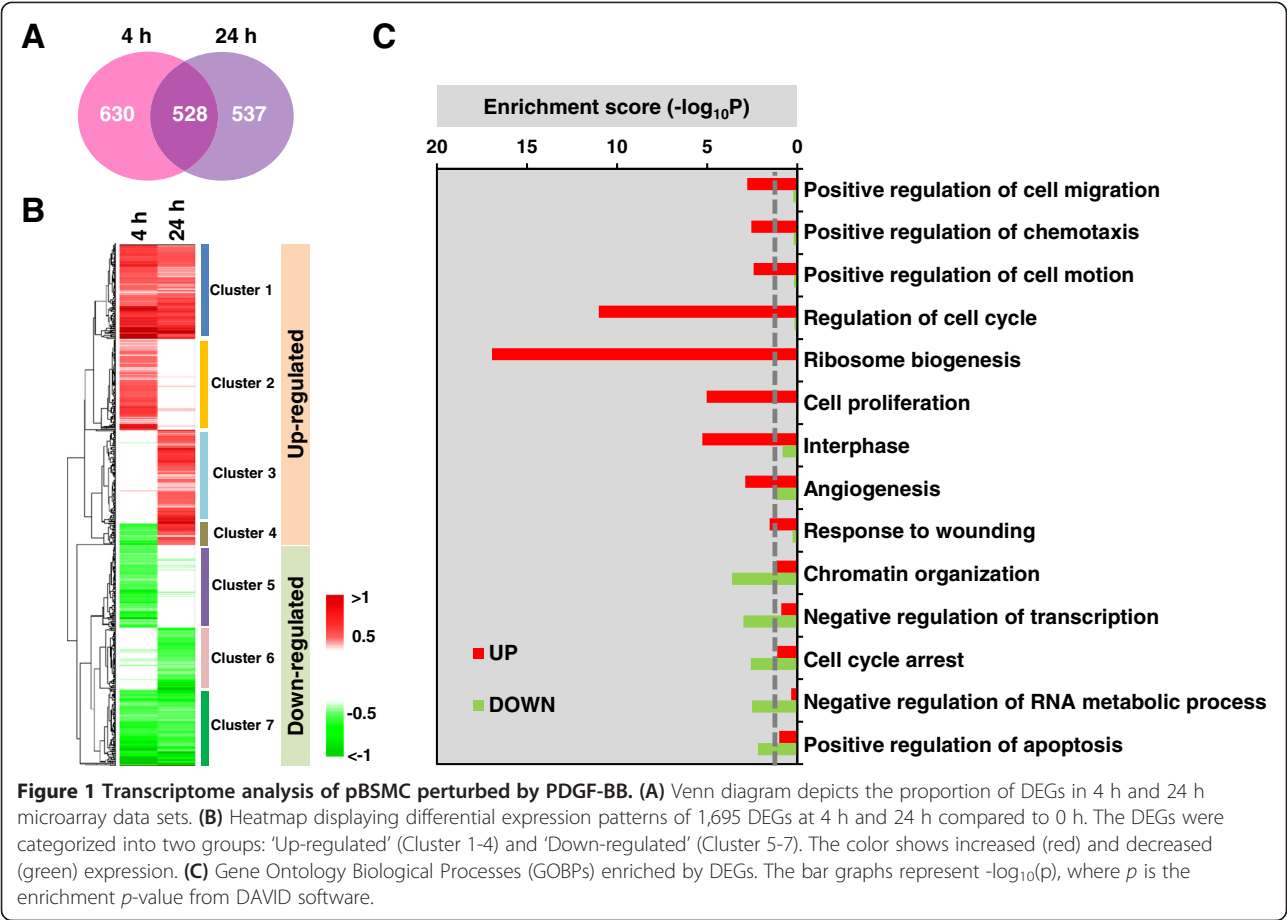 A
4 h
24 h
630
528
537
B
4 h
24 h
Cluster 1
Cluster 2
Cluster 3
Cluster 4
Cluster 5
Cluster 6
Cluster 7
Up-regulated
Down-regulated
>1
0.5
-0.5
<-1
C
Enrichment score (-log₁₀P)
20 15 10 5 0
Positive regulation of cell migration
Positive regulation of chemotaxis
Positive regulation of cell motion
Regulation of cell cycle
Ribosome biogenesis
Cell proliferation
Interphase
Angiogenesis
Response to wounding
Chromatin organization
Negative regulation of transcription
Cell cycle arrest
Negative regulation of RNA metabolic process
Positive regulation of apoptosis
UP
DOWN
Figure 1 Transcriptome analysis of pBSMC perturbed by PDGF-BB. (A) Venn diagram depicts the proportion of DEGs in 4 h and 24 h
microarray data sets. (B) Heatmap displaying differential expression patterns of 1,695 DEGs at 4 h and 24 h compared to 0 h. The DEGs were
categorized into two groups: ‘Up-regulated’ (Cluster 1-4) and ‘Down-regulated’ (Cluster 5-7). The color shows increased (red) and decreased
(green) expression. (C) Gene Ontology Biological Processes (GOBPs) enriched by DEGs. The bar graphs represent -log₁₀(p), where p is the
enrichment p-value from DAVID software.